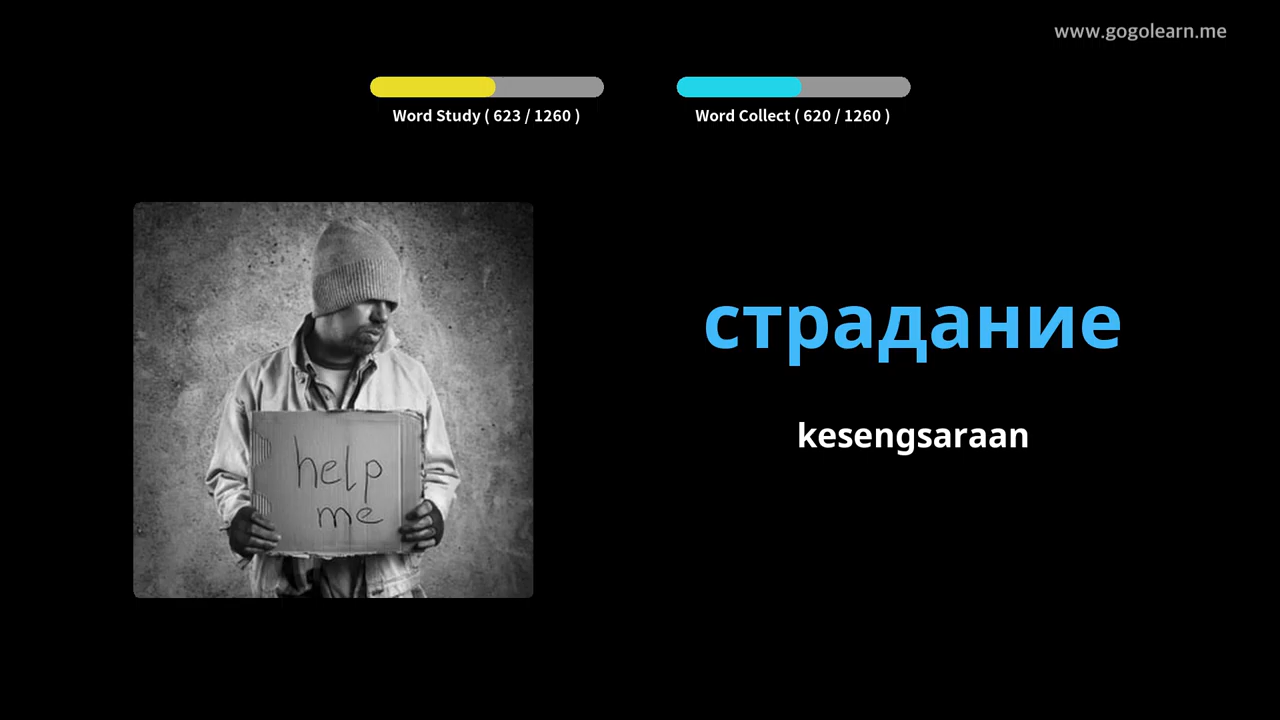 www.gogolearn.me
Word Study ( 623 / 1260 )
Word Collect ( 620 / 1260 )
страдание
kesengsaraan
help
me